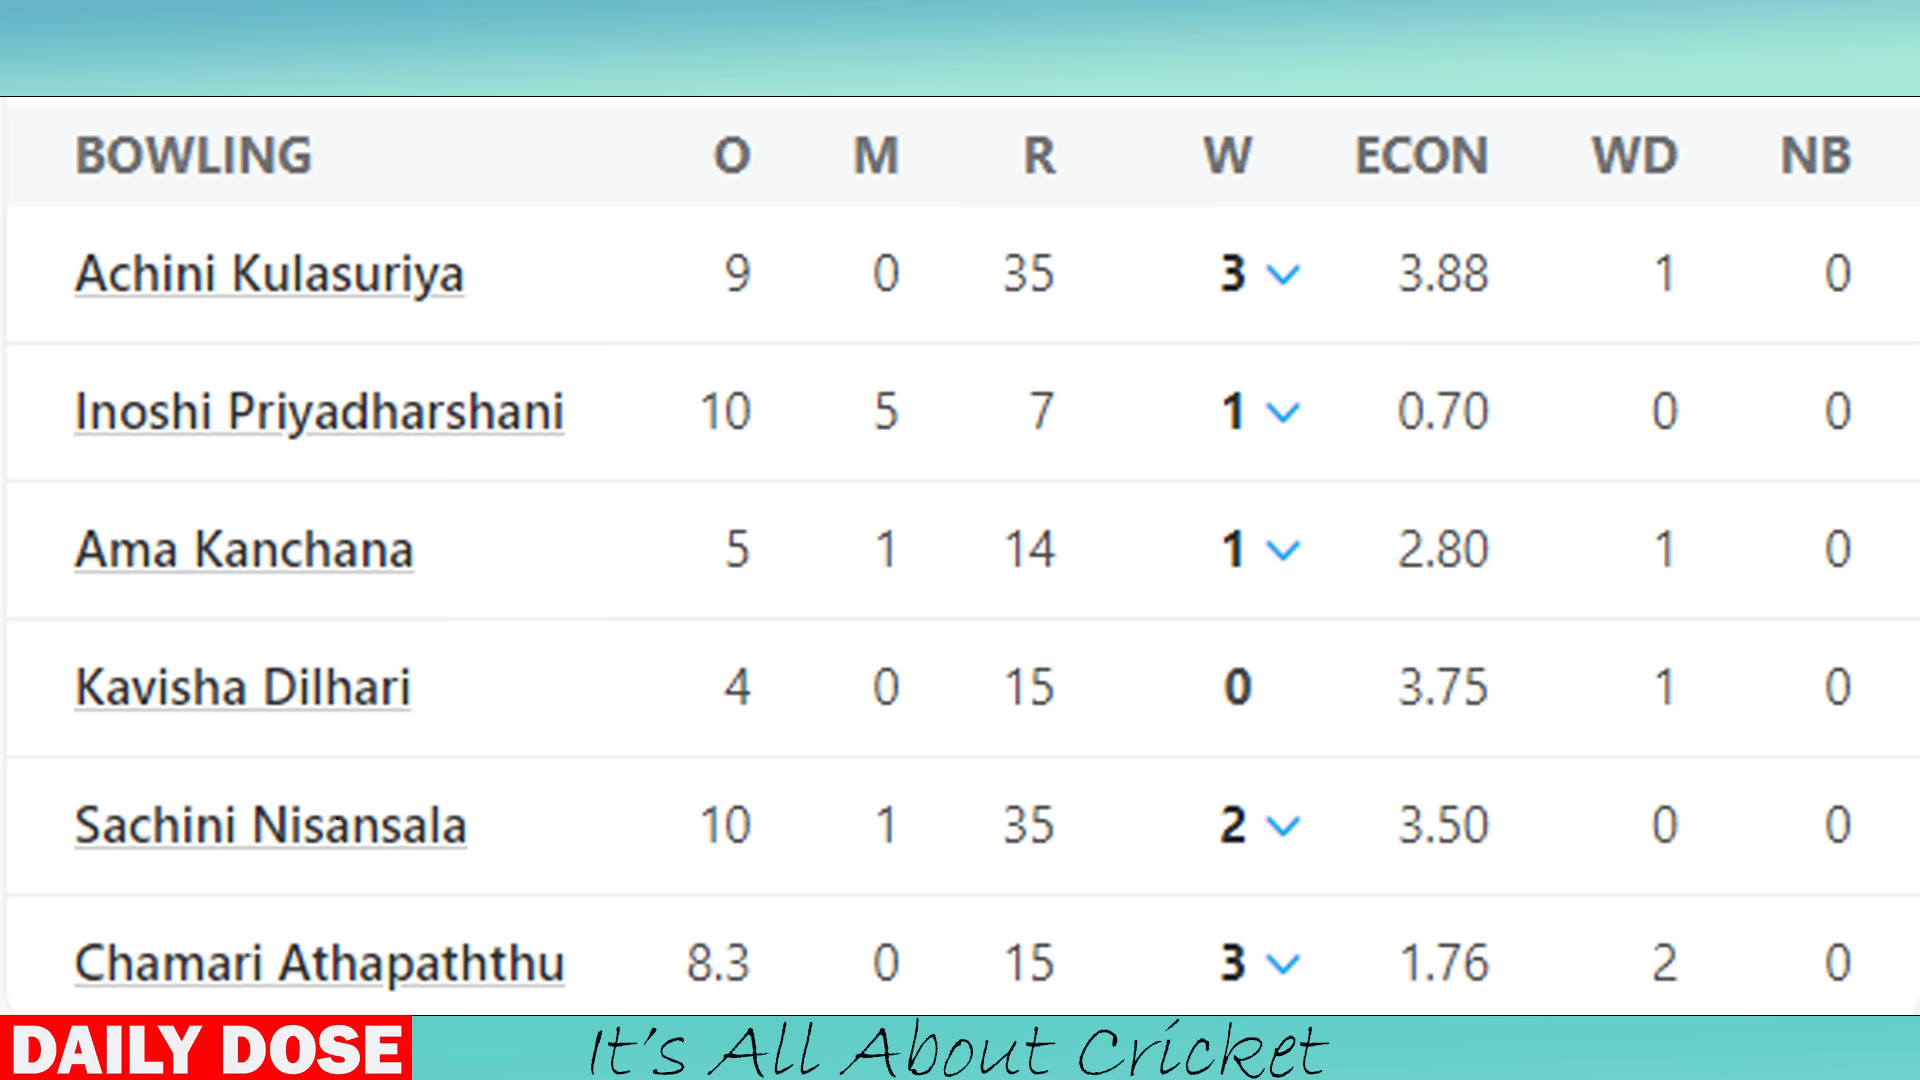 BOWLING O M R W ECON WD NB
Achini Kulasuriya 9 0 35 3 3.88 1 0
Inoshi Priyadharshani 10 5 7 1 0.70 0 0
Ama Kanchana 5 1 14 1 2.80 1 0
Kavisha Dilhari 4 0 15 0 3.75 1 0
Sachini Nisansala 10 1 35 2 3.50 0 0
Chamari Athapaththu 8.3 0 15 3 1.76 2 0
DAILY DOSE It's All About Cricket